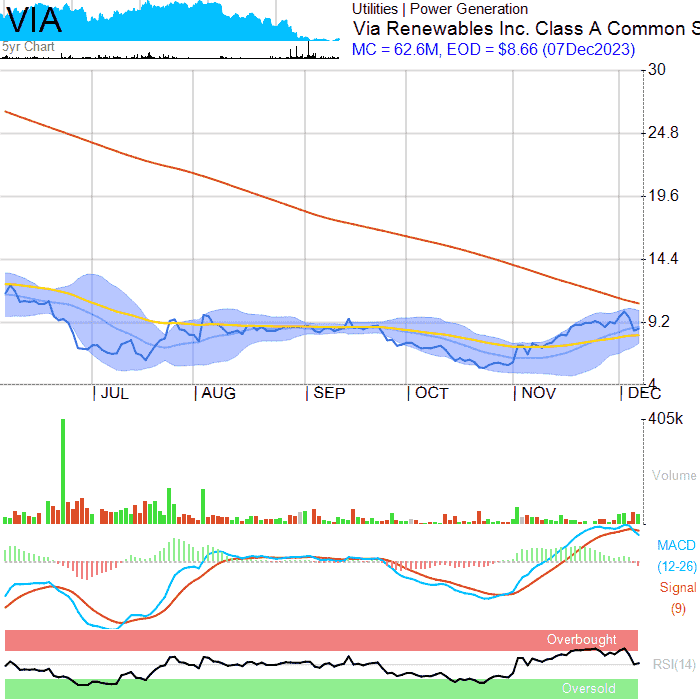 VIA
5yr Chart
Utilities | Power Generation
Via Renewables Inc. Class A Common S
MC = 62.6M, EOD = $8.66 (07Dec2023)
30
24.8
19.6
14.4
9.2
4
| JUL | AUG | SEP | OCT | NOV | DEC
405k
Volume
MACD
(12-26)
Signal
(9)
Overbought
RSI(14)
Oversold